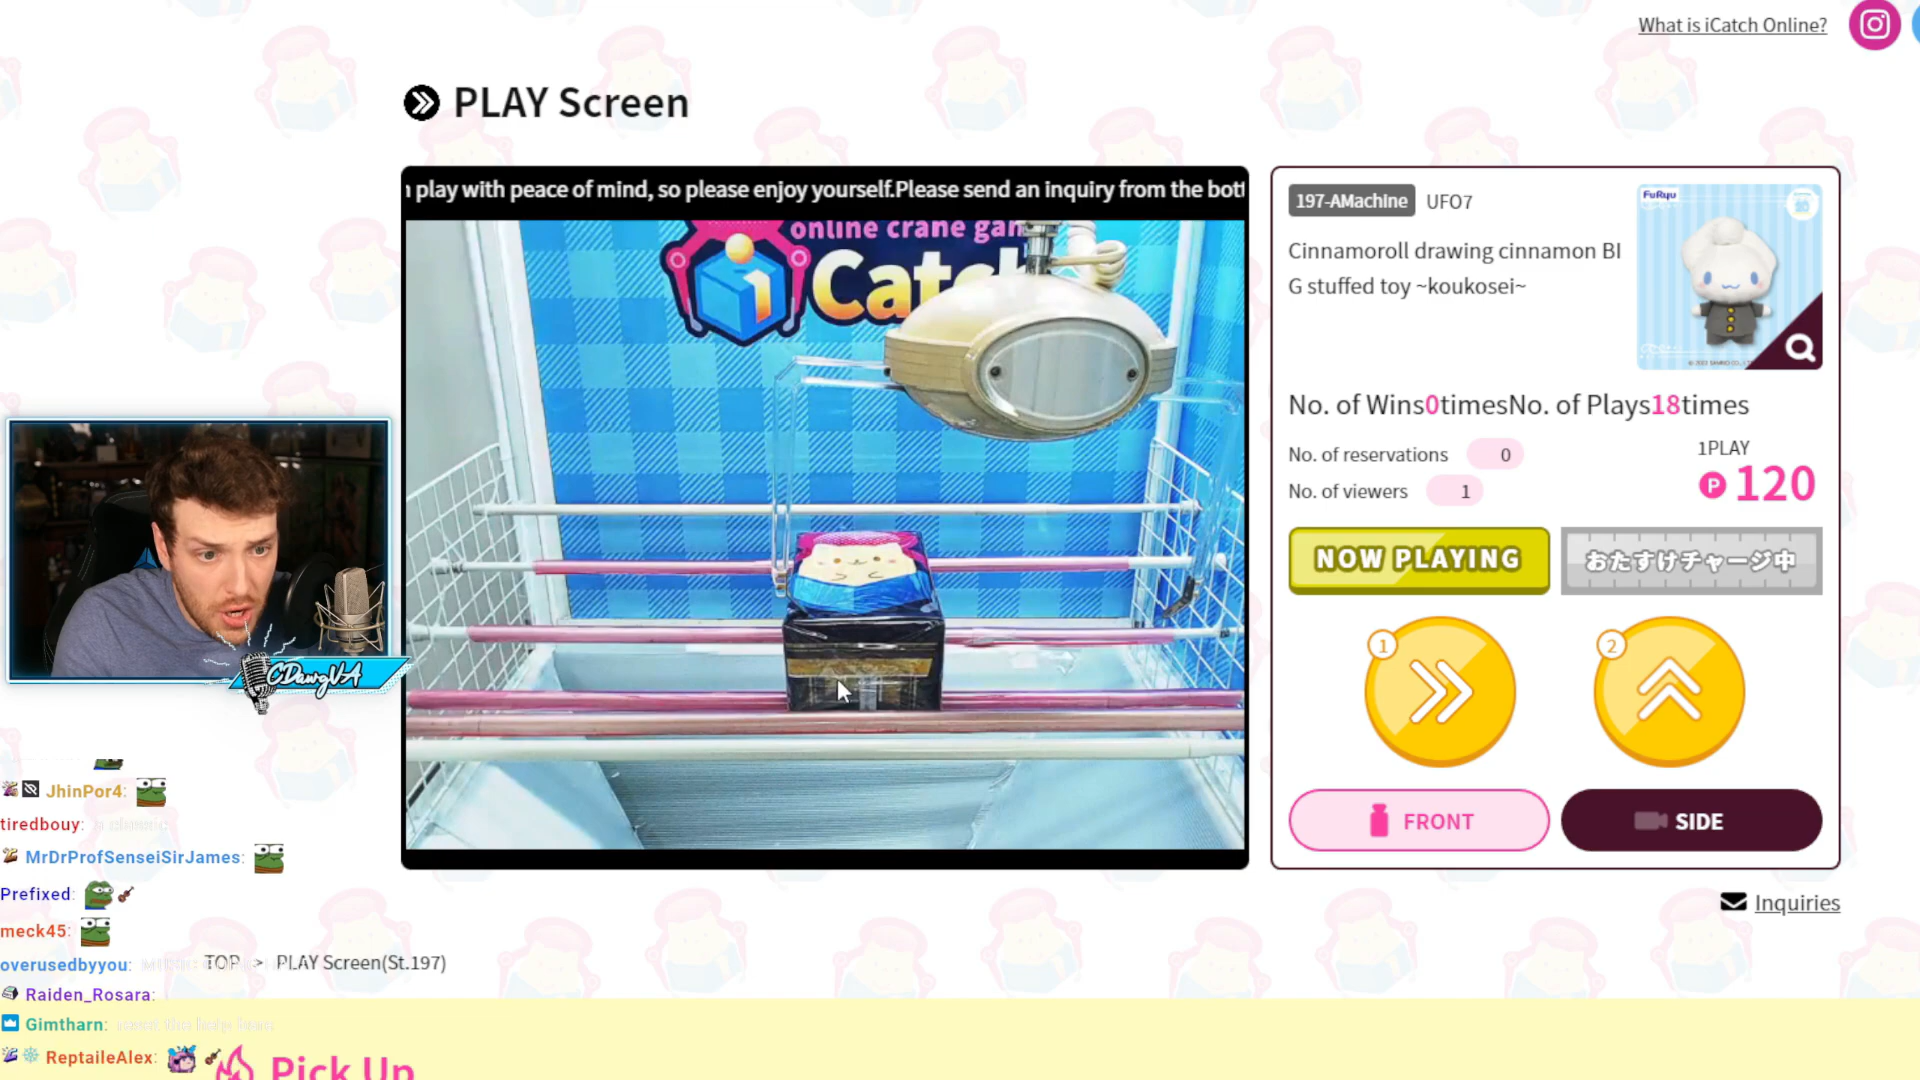 What is iCatch Online?
PLAY Screen
play with peace of mind, so please enjoy yourself.Please send an inquiry from the bott
online crane gam
Catch
1
197-AMachine UFO7
Cinnamoroll drawing cinnamon BI
G stuffed toy ~koukosei~
FuRyu
No. of Wins0timesNo. of Plays18times
No. of reservations 0
No. of viewers 1
1PLAY
P 120
NOW PLAYING
おたすけチャージ中
1
2
FRONT
SIDE
Inquiries
CDawgVA
JhinPor4:
tiredbouy:
MrDrProfSenseiSirJames:
Prefixed:
meck45:
overusedbyyou:
TOP > PLAY Screen(St.197)
Raiden_Rosara:
Gimtharn:
ReptaileAlex:
Pick Up